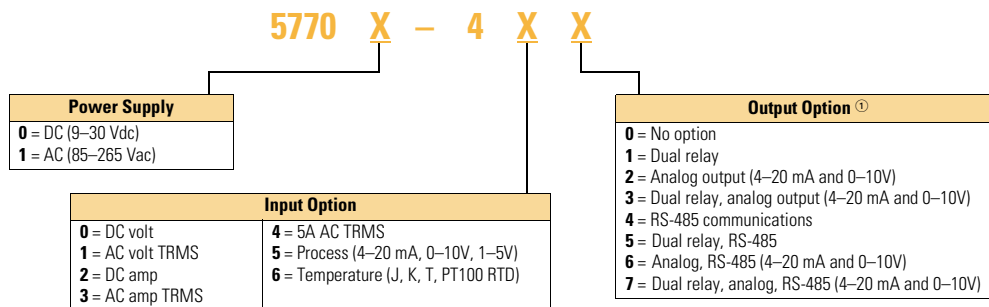 5770 X – 4 X X
Power Supply
0 = DC (9–30 Vdc)
1 = AC (85–265 Vac)
Input Option
0 = DC volt
1 = AC volt TRMS
2 = DC amp
3 = AC amp TRMS
4 = 5A AC TRMS
5 = Process (4–20 mA, 0–10V, 1–5V)
6 = Temperature (J, K, T, PT100 RTD)
Output Option ①
0 = No option
1 = Dual relay
2 = Analog output (4–20 mA and 0–10V)
3 = Dual relay, analog output (4–20 mA and 0–10V)
4 = RS-485 communications
5 = Dual relay, RS-485
6 = Analog, RS-485 (4–20 mA and 0–10V)
7 = Dual relay, analog, RS-485 (4–20 mA and 0–10V)